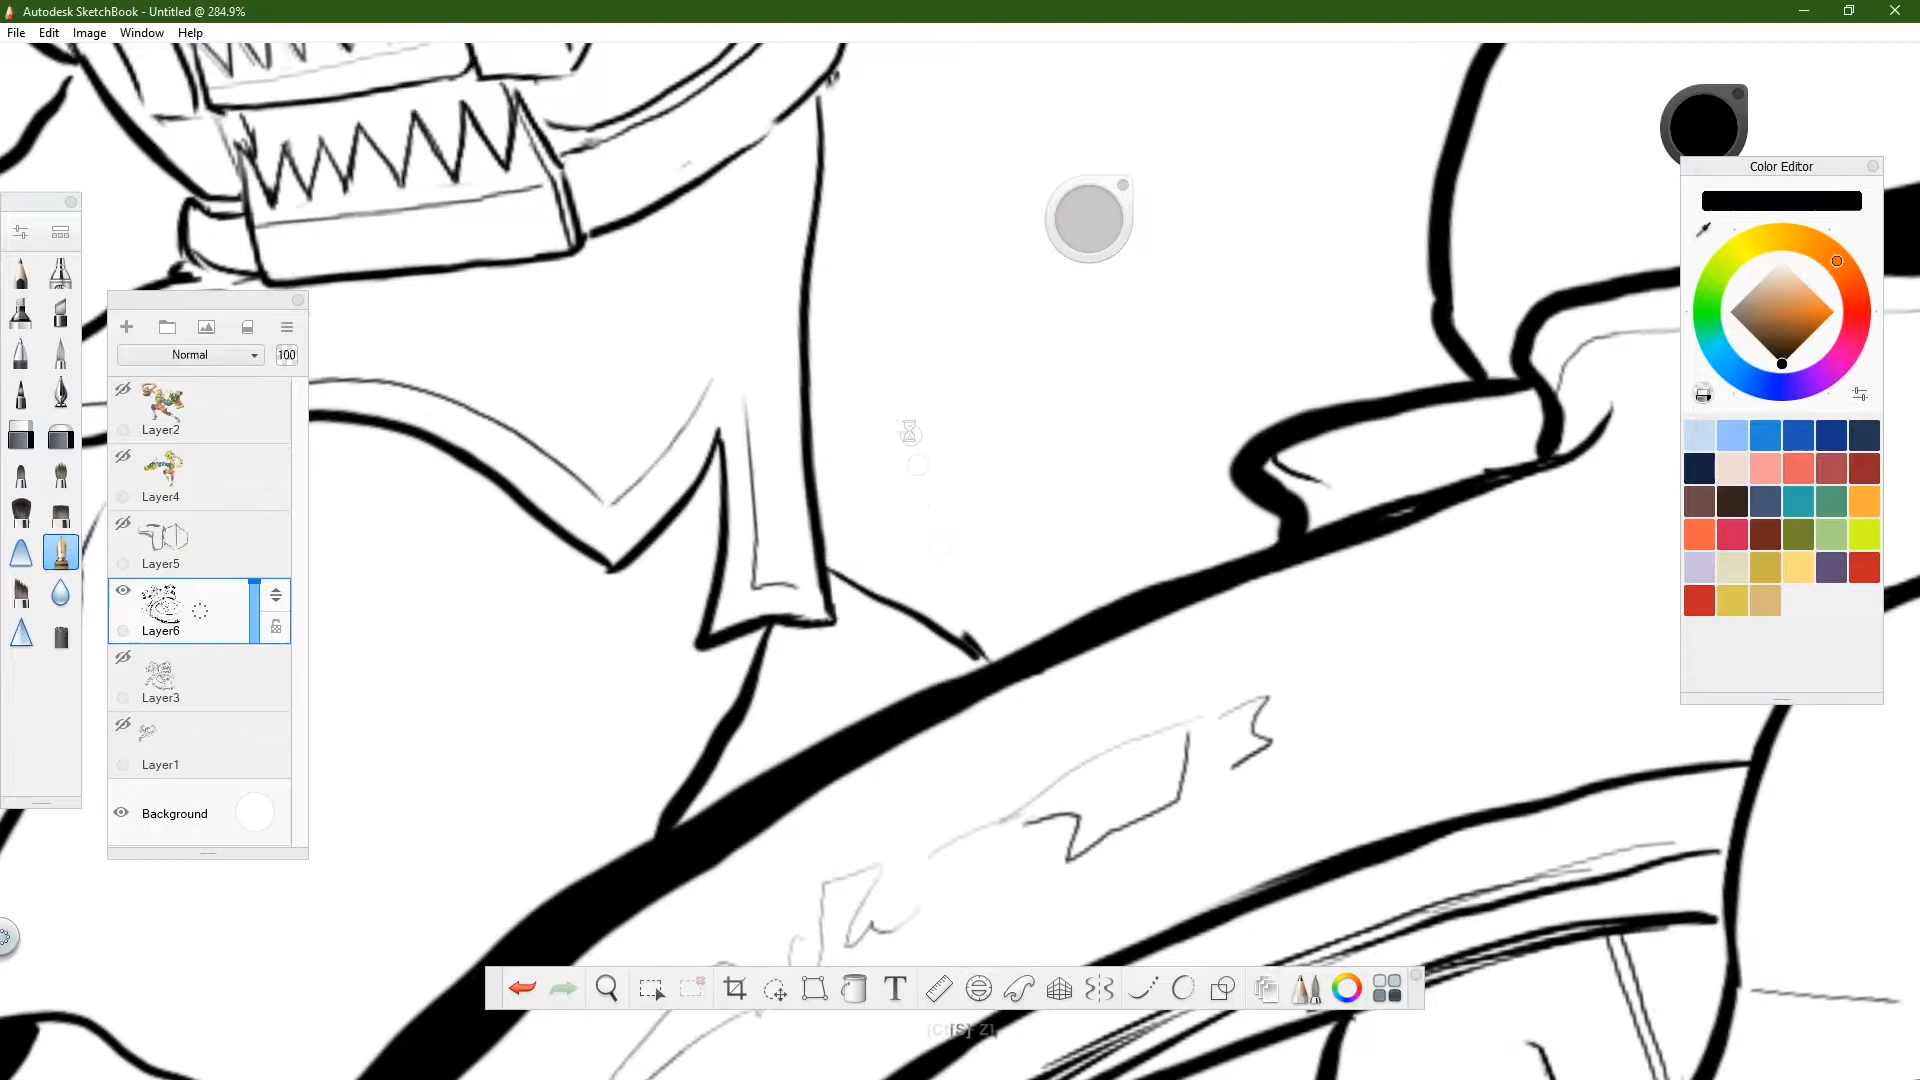 Autodesk SketchBook - Untitled @ 284.9%
File Edit Image Window Help
Color Editor
Normal 100
Layer2
Layer4
Layer5
Layer6
Layer3
Layer1
Background
T